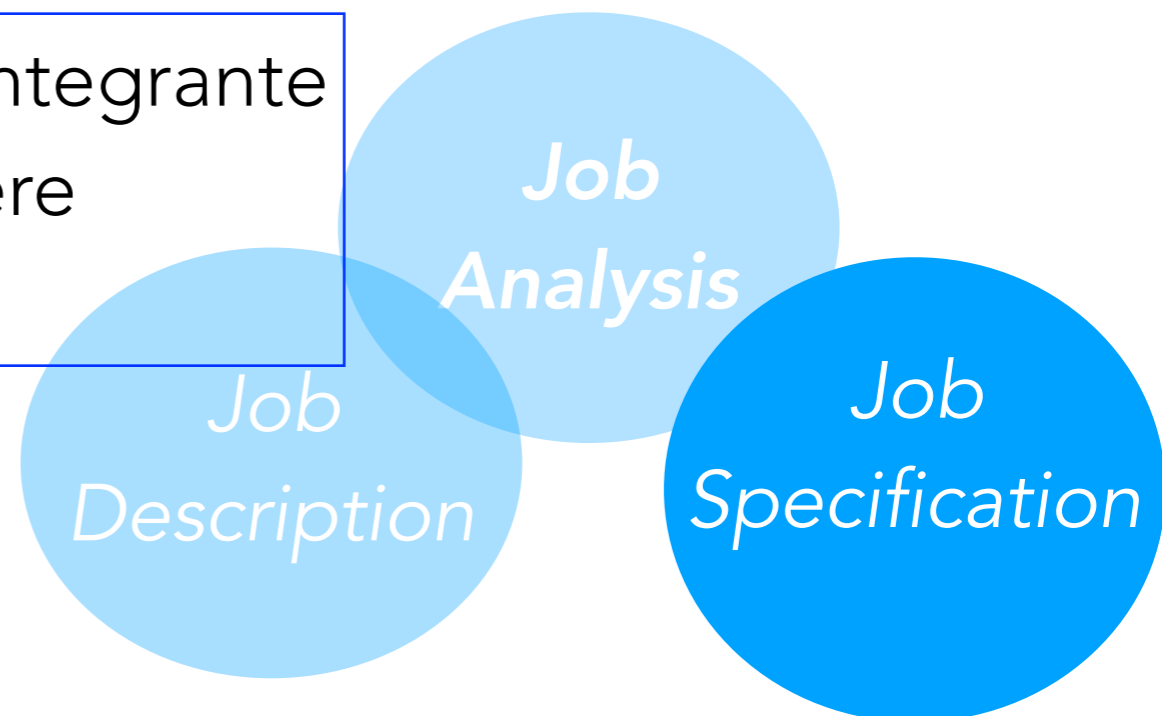 ntegrante
ere
Job
Analysis
Job
Description
Job
Specification